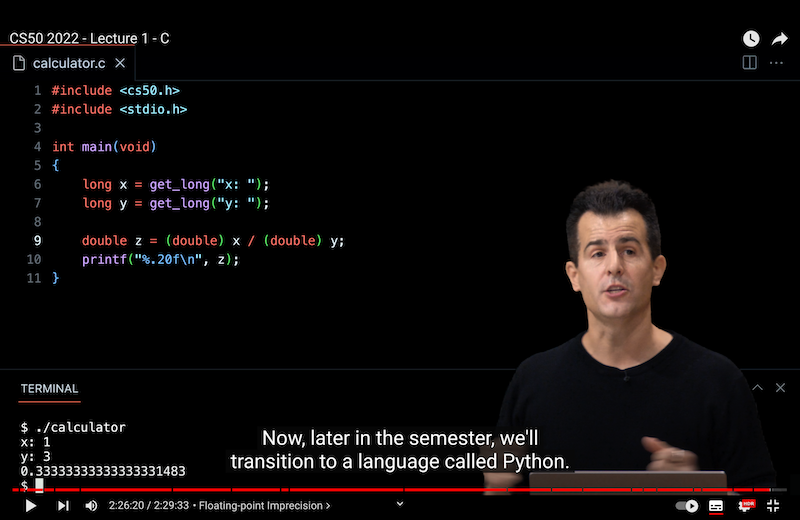 CS50 2022 - Lecture 1 - C
calculator.c
1 #include <cs50.h>
2 #include <stdio.h>
3
4 int main(void)
5 {
6 long x = get_long("x: ");
7 long y = get_long("y: ");
8
9 double z = (double) x / (double) y;
10 printf("%.20f\n", z);
11 }
TERMINAL
$ ./calculator
x: 1
y: 3
0.33333333333333331483
$
Now, later in the semester, we'll
transition to a language called Python.
2:26:20 / 2:29:33 • Floating-point Imprecision >
HDR